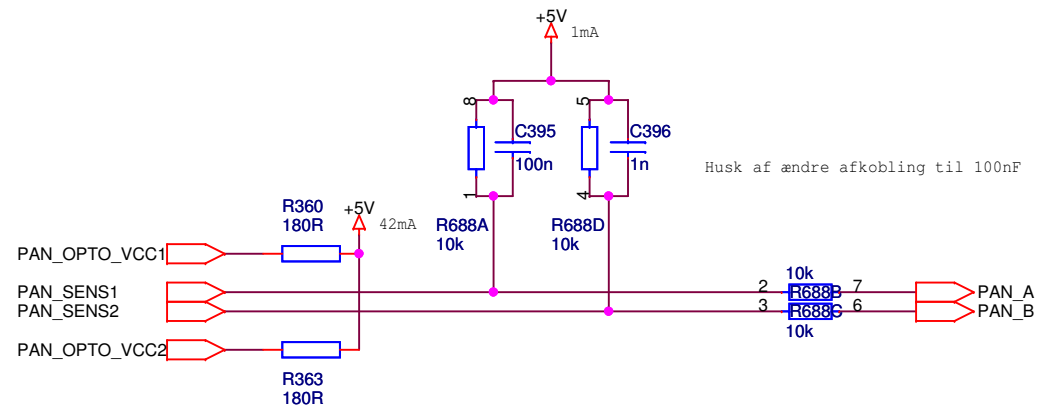 +5V
1mA
8
5
C395
100n
C396
1n
Husk af ændre afkobling til 100nF
1
4
R688A
10k
R688D
10k
R360
180R
+5V
42mA
PAN_OPTO_VCC1
10k
PAN_SENS1
2
R688B
7
PAN_A
PAN_SENS2
3
R688C
6
PAN_B
10k
PAN_OPTO_VCC2
R363
180R